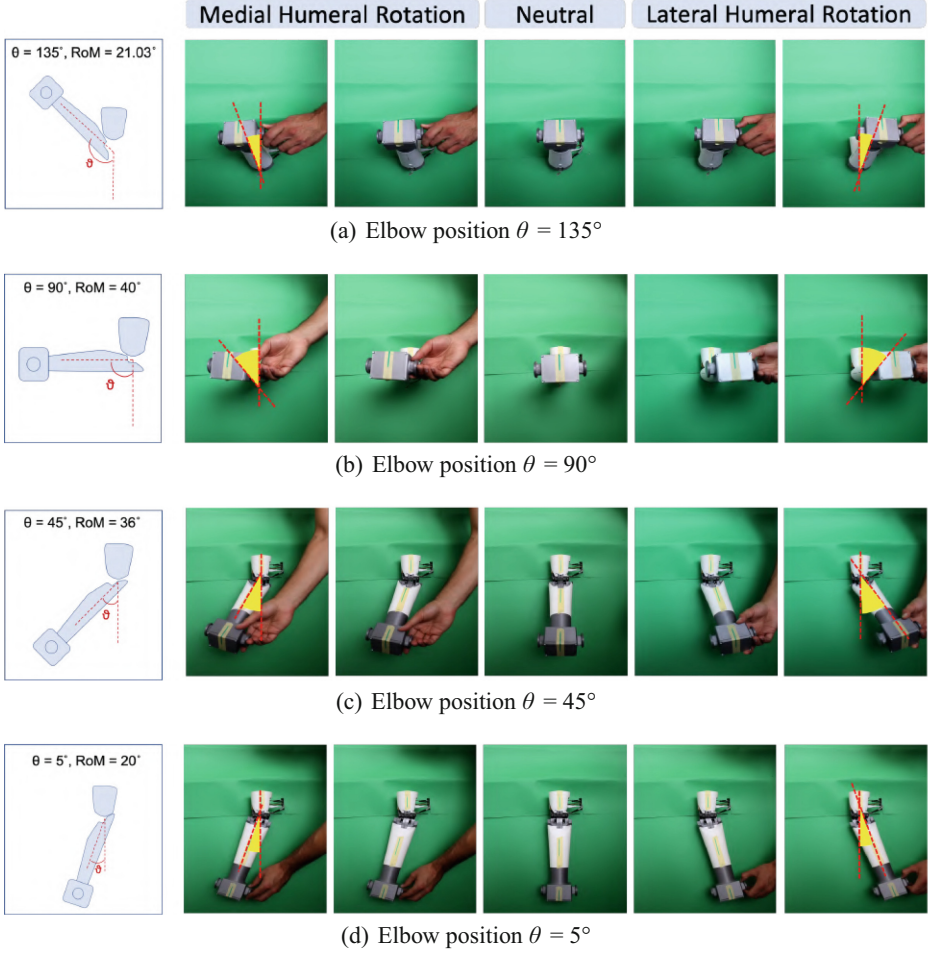 Medial Humeral Rotation Neutral Lateral Humeral Rotation
θ = 135°, RoM = 21.03°
ϑ
(a) Elbow position θ = 135°
θ = 90°, RoM = 40°
ϑ
(b) Elbow position θ = 90°
θ = 45°, RoM = 36°
ϑ
(c) Elbow position θ = 45°
θ = 5°, RoM = 20°
ϑ
(d) Elbow position θ = 5°